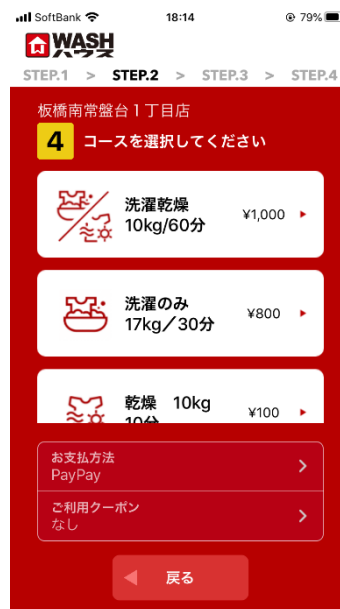 SoftBank 18:14 79%
WASH
ハウス
STEP.1 > STEP.2 > STEP.3 > STEP.4
板橋南常盤台1丁目店
4 コースを選択してください
洗濯乾燥
10kg/60分 ¥1,000
洗濯のみ
17kg/30分 ¥800
乾燥 10kg
10分 ¥100
お支払方法
PayPay
ご利用クーポン
なし
戻る